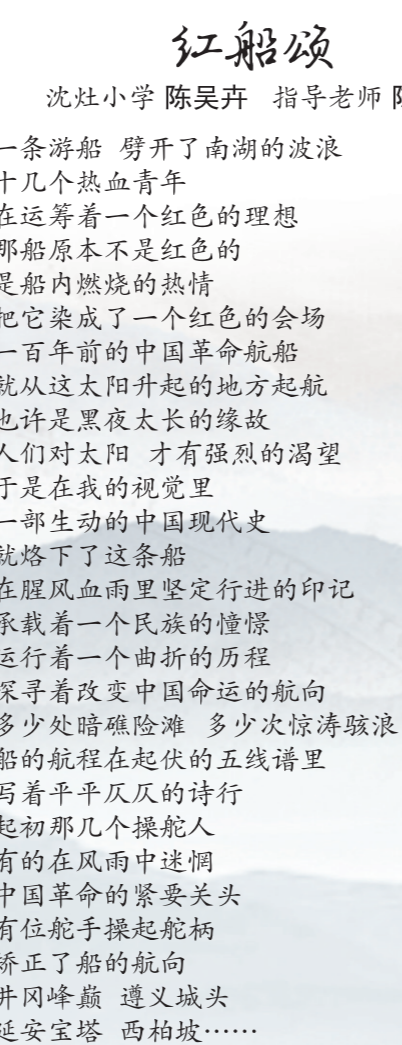 红船颂
沈灶小学 陈吴卉 指导老师
一条游船 劈开了南湖的波浪
十几个热血青年
在运筹着一个红色的理想
那船原本不是红色的
是船内燃烧的热情
把它染成了一个红色的会场
一百年前的中国革命航船
就从这太阳升起的地方起航
也许是黑夜太长的缘故
人们对太阳 才有强烈的渴望
于是在我的视觉里
一部生动的中国现代史
就烙下了这条船
在腥风血雨里坚定行进的印记
承载着一个民族的憧憬
运行着一个曲折的历程
探寻着改变中国命运的航向
多少处暗礁险滩 多少次惊涛骇浪
船的航程在起伏的五线谱里
写着平平仄仄的诗行
起初那几个操舵人
有的在风雨中迷惘
中国革命的紧要关头
有位舵手操起舵柄
矫正了船的航向
井冈峰巅 遵义城头
延安宝塔 西柏坡……